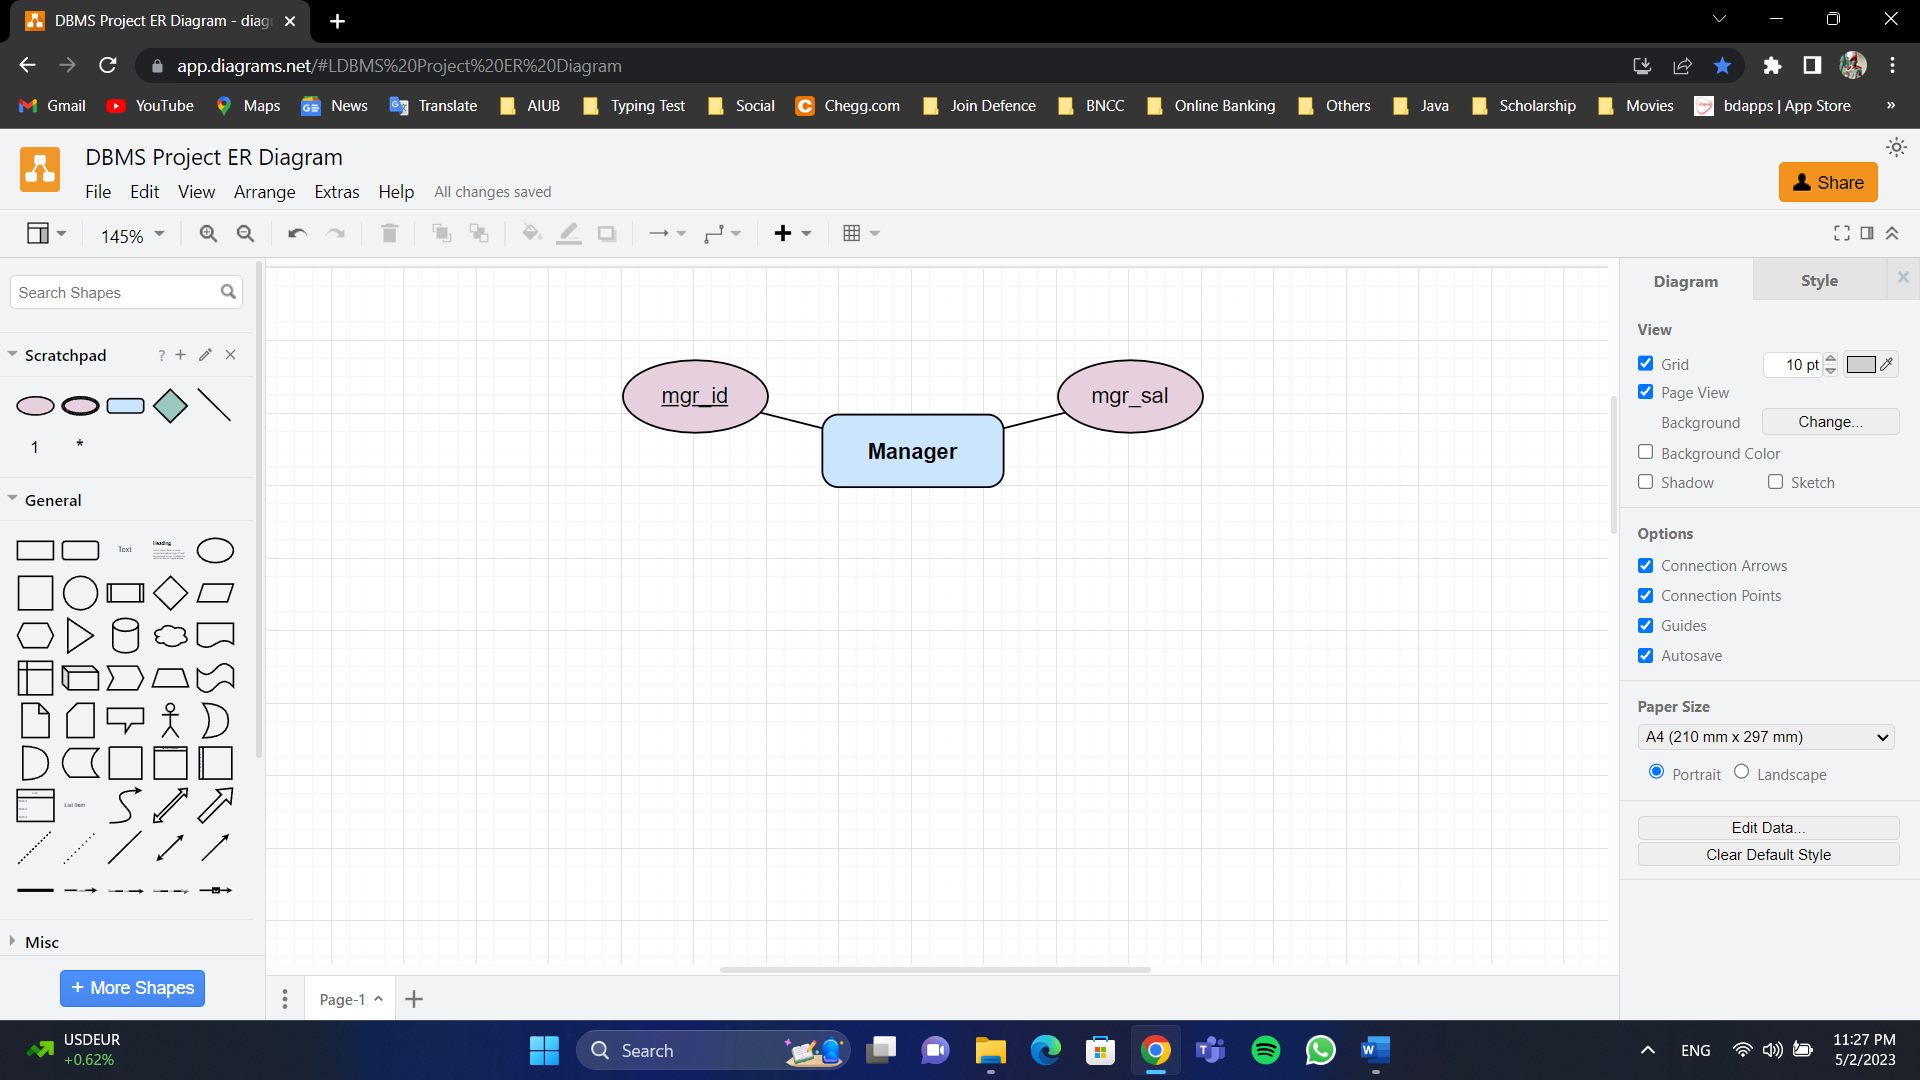 DBMS Project ER Diagram - diag
app.diagrams.net/#LDBMS%20Project%20ER%20Diagram
Gmail YouTube Maps News Translate AIUB Typing Test Social Chegg.com Join Defence BNCC Online Banking Others Java Scholarship Movies bdapps | App Store »
DBMS Project ER Diagram
File Edit View Arrange Extras Help All changes saved
Share
145%
Search Shapes
Scratchpad ?
1 *
General
Text Heading
List Item
Misc
+ More Shapes
mgr_id
mgr_sal
Manager
Page-1
Diagram Style
View
Grid 10 pt
Page View
Background Change...
Background Color
Shadow Sketch
Options
Connection Arrows
Connection Points
Guides
Autosave
Paper Size
A4 (210 mm x 297 mm)
Portrait Landscape
Edit Data...
Clear Default Style
USDEUR
+0.62%
Search
ENG
11:27 PM
5/2/2023